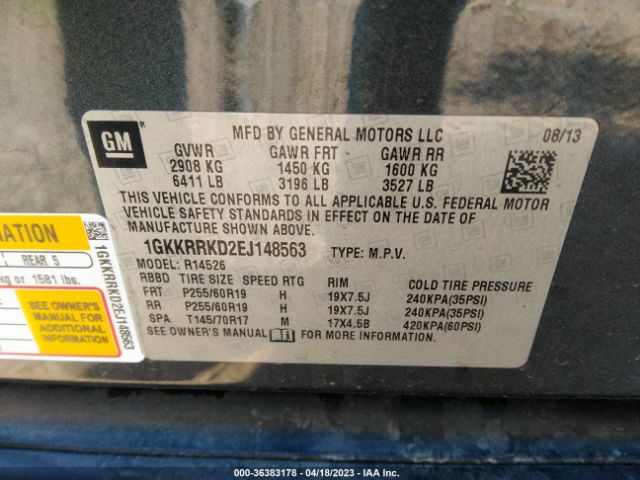 GM
MFD BY GENERAL MOTORS LLC 08/13
GVWR GAWR FRT GAWR RR
2908 KG 1450 KG 1600 KG
6411 LB 3196 LB 3527 LB
THIS VEHICLE CONFORMS TO ALL APPLICABLE U.S. FEDERAL MOTOR
VEHICLE SAFETY STANDARDS IN EFFECT ON THE DATE OF
MANUFACTURE SHOWN ABOVE.
1GKKRRKD2EJ148563 TYPE: M.P.V.
MODEL: R14526
RBBD TIRE SIZE SPEED RTG RIM COLD TIRE PRESSURE
FRT P255/60R19 H 19X7.5J 240KPA(35PSI)
RR P255/60R19 H 19X7.5J 240KPA(35PSI)
SPA T145/70R17 M 17X4.5B 420KPA(60PSI)
SEE OWNER'S MANUAL FOR MORE INFORMATION.
MATION
REAR 5
kg or 1581 lbs.
SEE OWNER'S
MANUAL FOR
ADDITIONAL
INFORMATION
1GKKRRKD2EJ148563
000-36383178 - 04/18/2023 - IAA Inc.